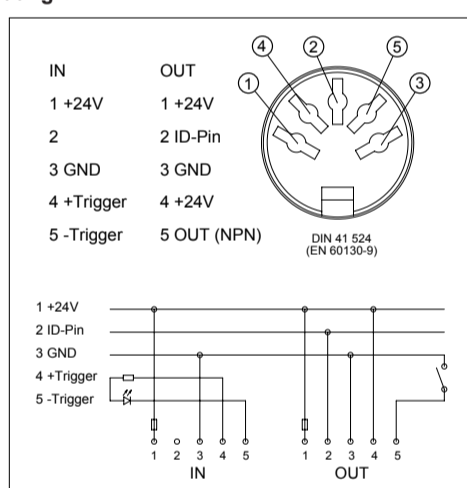 IN OUT
1 +24V 1 +24V
2 2 ID-Pin
3 GND 3 GND
4 +Trigger 4 +24V
5 -Trigger 5 OUT (NPN)
1
4
2
5
3
DIN 41 524
(EN 60130-9)
1 +24V
2 ID-Pin
3 GND
4 +Trigger
5 -Trigger
1 2 3 4 5 1 2 3 4 5
IN OUT